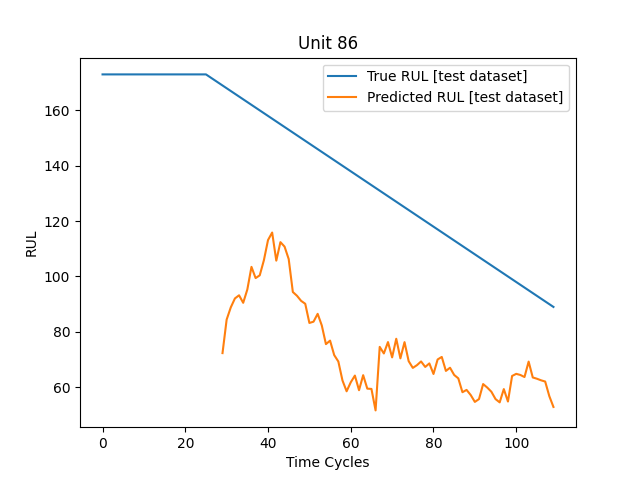 Unit 86
True RUL [test dataset]
Predicted RUL [test dataset]
160
140
120
100
80
60
RUL
0 20 40 60 80 100
Time Cycles